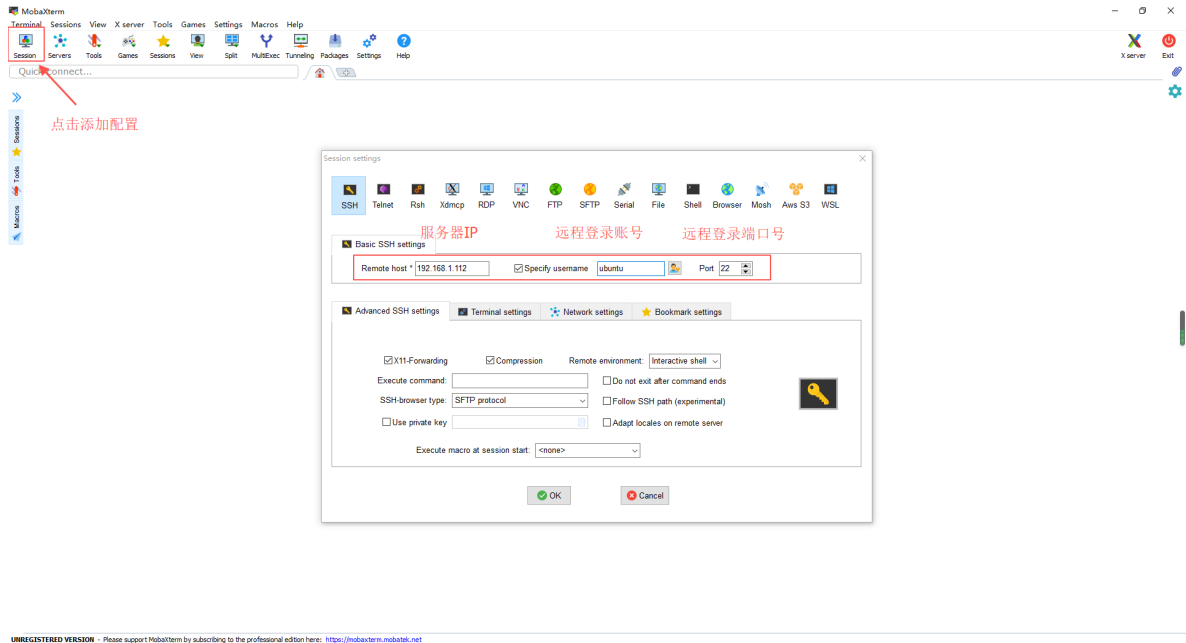 MobaXterm
Terminal Sessions View X server Tools Games Settings Macros Help
Session Servers Tools Games Sessions View Split MultiExec Tunneling Packages Settings Help X server Exit
Quick connect...
点击添加配置
Sessions
Tools
Macros
Session settings
SSH Telnet Rsh Xdmcp RDP VNC FTP SFTP Serial File Shell Browser Mosh Aws S3 WSL
服务器IP 远程登录账号 远程登录端口号
Basic SSH settings
Remote host * 192.168.1.112 Specify username ubuntu Port 22
Advanced SSH settings Terminal settings Network settings Bookmark settings
X11-Forwarding Compression Remote environment: Interactive shell
Execute command: Do not exit after command ends
SSH-browser type: SFTP protocol Follow SSH path (experimental)
Use private key Adapt locales on remote server
Execute macro at session start: <none>
OK Cancel
UNREGISTERED VERSION - Please support MobaXterm by subscribing to the professional edition here: https://mobaxterm.mobatek.net